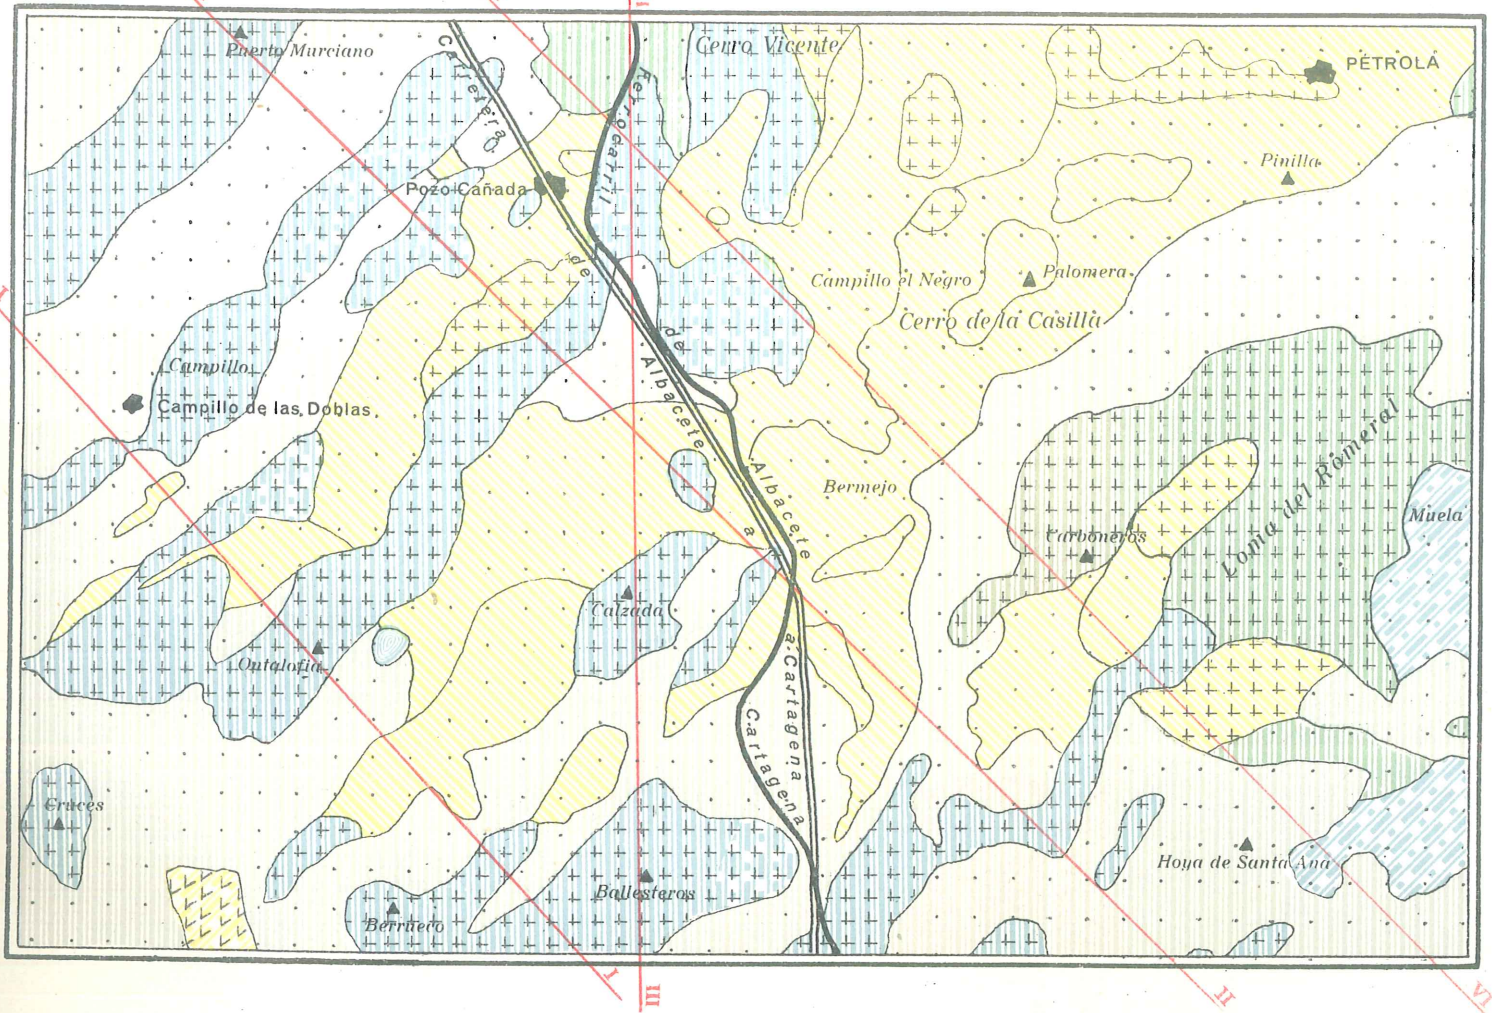 Puerto Murciano
Cerro Vicente
PÉTROLA
Pinilla
Pozo Cañada
Carretera
de
Albacete
a
Cartagena
Ferrocarril
de
Albacete
a
Cartagena
Campillo el Negro
Palomera
Cerro de la Casilla
Campillo
Campillo de las Doblas
Bermejo
Carboneros
Loma del Romeral
Muela
Calzada
Ontalofia
Cruces
Hoya de Santa Ana
Ballesteros
Berrueco
I
III
II
VI